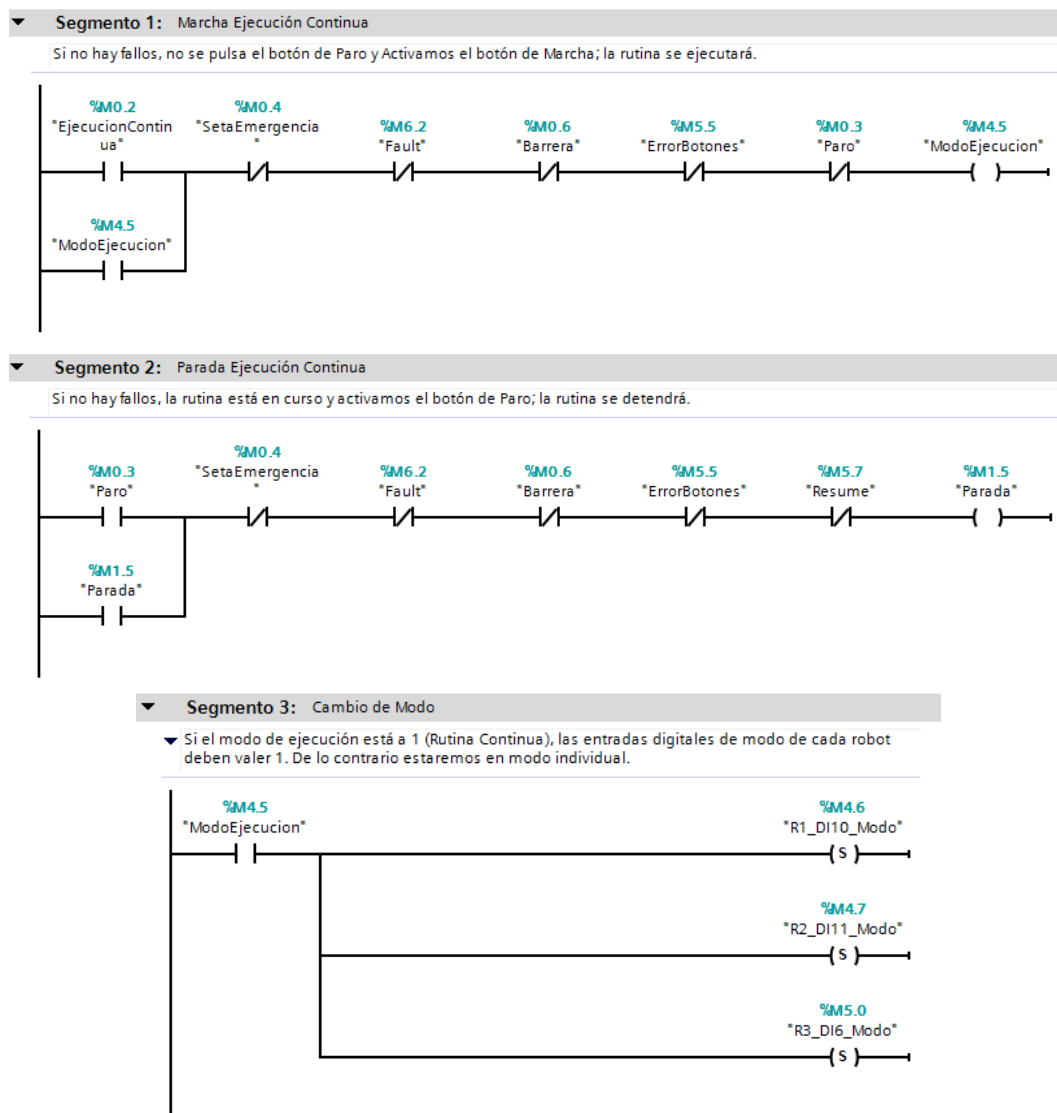 Segmento 1: Marcha Ejecución Continua
Si no hay fallos, no se pulsa el botón de Paro y Activamos el botón de Marcha; la rutina se ejecutará.
%M0.2 %M0.4
"EjecucionContin "SetaEmergencia %M6.2 %M0.6 %M5.5 %M0.3 %M4.5
ua" " "Fault" "Barrera" "ErrorBotones" "Paro" "ModoEjecucion"
%M4.5
"ModoEjecucion"
Segmento 2: Parada Ejecución Continua
Si no hay fallos, la rutina está en curso y activamos el botón de Paro; la rutina se detendrá.
%M0.4
%M0.3 "SetaEmergencia %M6.2 %M0.6 %M5.5 %M5.7 %M1.5
"Paro" " "Fault" "Barrera" "ErrorBotones" "Resume" "Parada"
%M1.5
"Parada"
Segmento 3: Cambio de Modo
Si el modo de ejecución está a 1 (Rutina Continua), las entradas digitales de modo de cada robot
deben valer 1. De lo contrario estaremos en modo individual.
%M4.5 %M4.6
"ModoEjecucion" "R1_DI10_Modo"
S
%M4.7
"R2_DI11_Modo"
S
%M5.0
"R3_DI6_Modo"
S